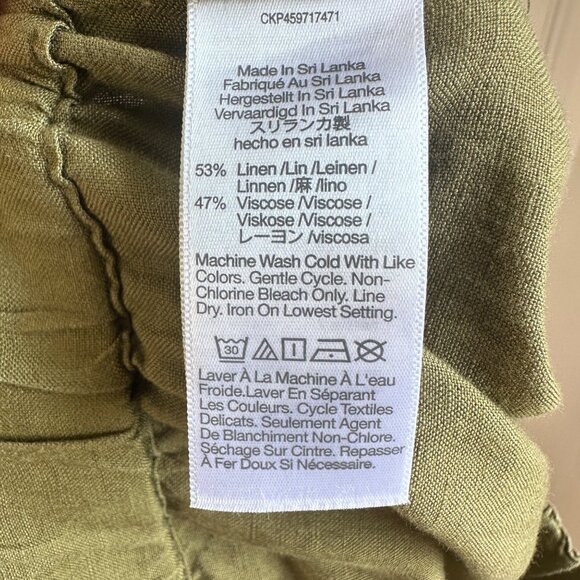 CKP459717471
Made In Sri Lanka
Fabriqué Au Sri Lanka
Hergestellt In Sri Lanka
Vervaardigd In Sri Lanka
スリランカ製
hecho en sri lanka
53% Linen /Lin /Leinen /
Linnen /麻 /lino
47% Viscose /Viscose /
Viskose /Viscose /
レーヨン /viscosa
Machine Wash Cold With Like
Colors. Gentle Cycle. Non-
Chlorine Bleach Only. Line
Dry. Iron On Lowest Setting.
30
Laver À La Machine À L'eau
Froide.Laver En Séparant
Les Couleurs. Cycle Textiles
Delicats. Seulement Agent
De Blanchiment Non-Chlore.
Séchage Sur Cintre. Repasser
À Fer Doux Si Nécessaire.